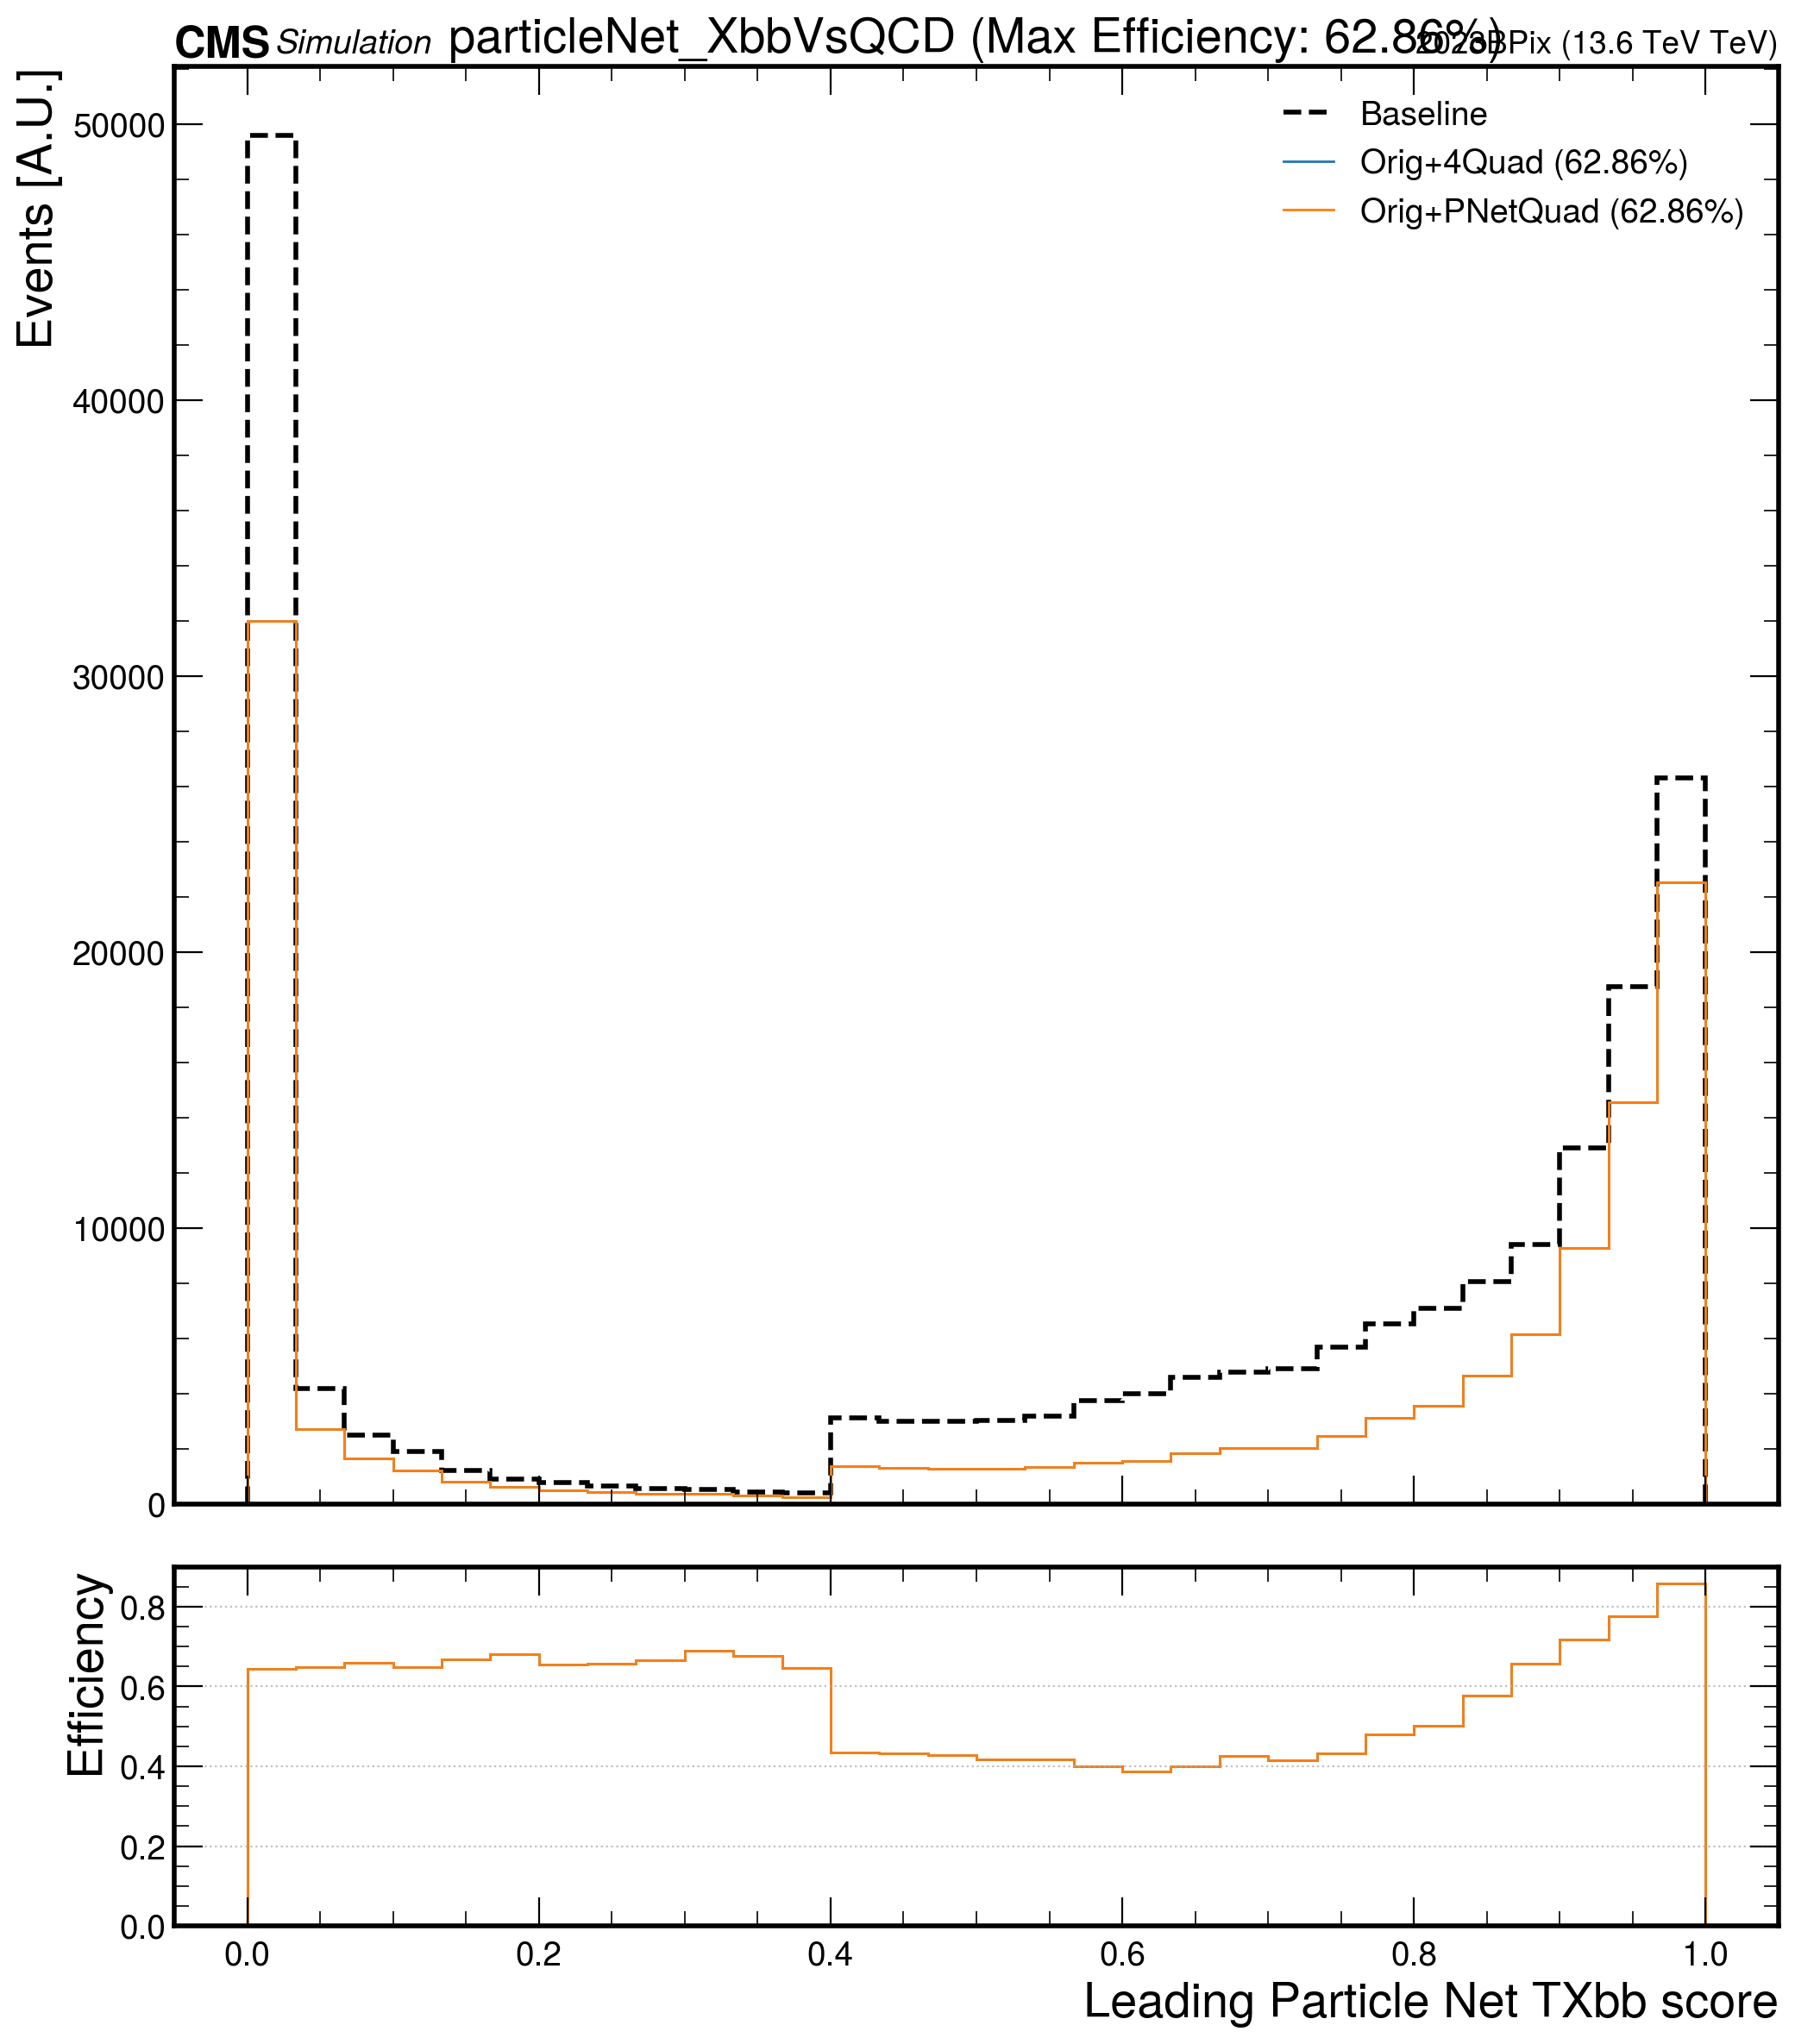 CMS Simulation particleNet_XbbVsQCD (Max Efficiency: 62.86%) 2023BPix (13.6 TeV TeV)
Events [A.U.]
Baseline
Orig+4Quad (62.86%)
Orig+PNetQuad (62.86%)
50000
40000
30000
20000
10000
0
Efficiency
0.8
0.6
0.4
0.2
0.0
0.0 0.2 0.4 0.6 0.8 1.0
Leading Particle Net TXbb score